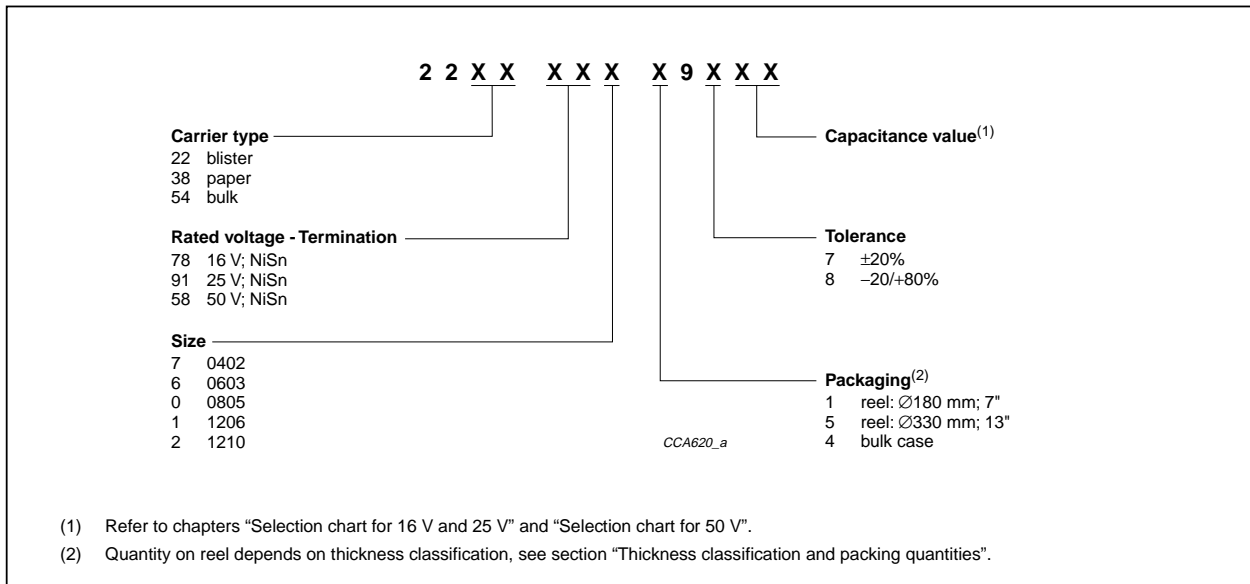 2 2 X X X X X X 9 X X X
Carrier type
22 blister
38 paper
54 bulk
Rated voltage - Termination
78 16 V; NiSn
91 25 V; NiSn
58 50 V; NiSn
Size
7 0402
6 0603
0 0805
1 1206
2 1210
Capacitance value(1)
Tolerance
7 ±20%
8 −20/+80%
Packaging(2)
1 reel: ∅180 mm; 7"
5 reel: ∅330 mm; 13"
4 bulk case
CCA620_a
(1) Refer to chapters “Selection chart for 16 V and 25 V” and “Selection chart for 50 V”.
(2) Quantity on reel depends on thickness classification, see section “Thickness classification and packing quantities”.